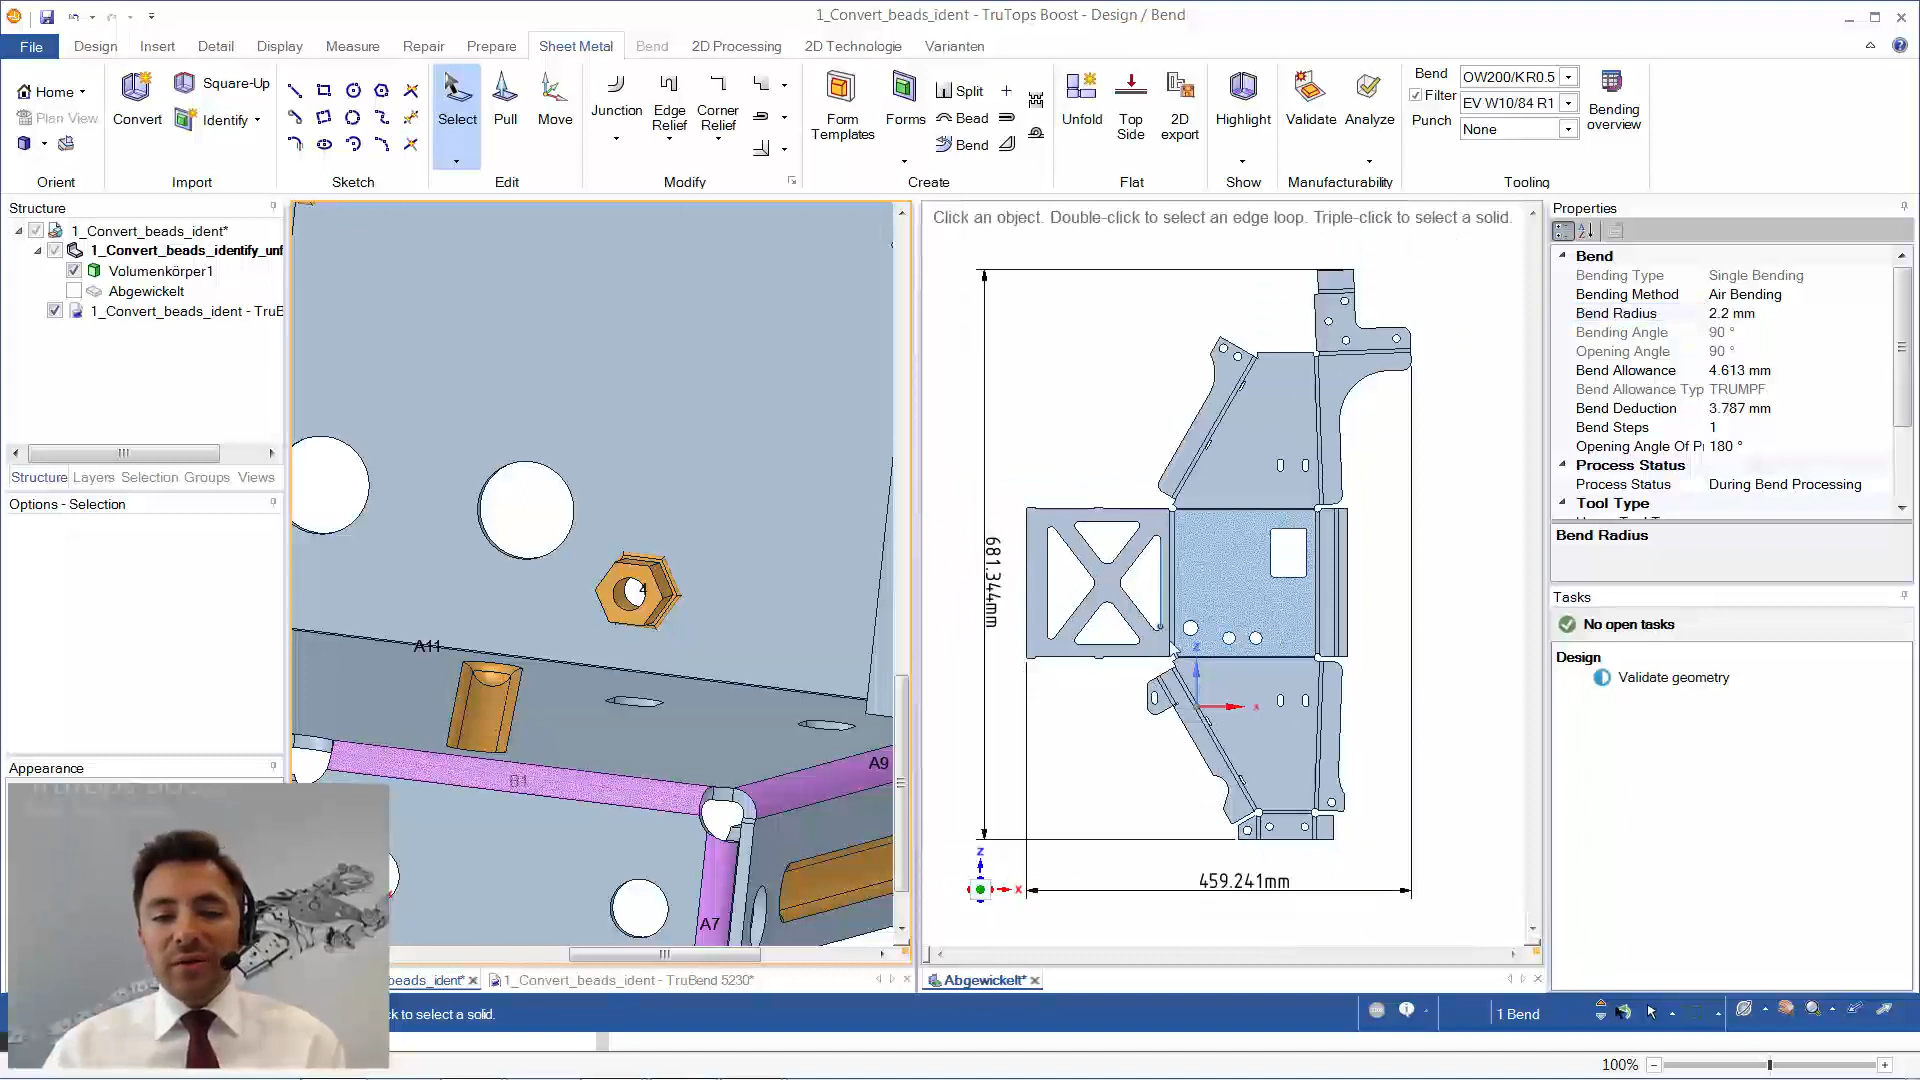 1_Convert_beads_ident - TruTops Boost - Design / Bend
File Design Insert Detail Display Measure Repair Prepare Sheet Metal Bend 2D Processing 2D Technologie Varianten
Home
Plan View
Orient
Convert
Square-Up
Identify
Import
Sketch
Select
Pull
Move
Edit
Junction
Edge Relief
Corner Relief
Modify
Form Templates
Forms
Split
Bead
Bend
Create
Unfold
Top Side
2D export
Flat
Highlight
Show
Validate
Analyze
Manufacturability
Bend OW200/KR0.5
Filter EV W10/84 R1
Punch None
Bending overview
Tooling
Structure
1_Convert_beads_ident*
1_Convert_beads_identify_unf
Volumenkörper1
Abgewickelt
1_Convert_beads_ident - TruB
Structure Layers Selection Groups Views
Options - Selection
Appearance
4
A11
B1
A9
A7
Click an object. Double-click to select an edge loop. Triple-click to select a solid.
681.344mm
459.241mm
z
x
z
x
beads_ident* 1_Convert_beads_ident - TruBend 5230*
Abgewickelt*
Properties
Bend
Bending Type Single Bending
Bending Method Air Bending
Bend Radius 2.2 mm
Bending Angle 90 °
Opening Angle 90 °
Bend Allowance 4.613 mm
Bend Allowance Typ TRUMPF
Bend Deduction 3.787 mm
Bend Steps 1
Opening Angle Of Pr 180 °
Process Status
Process Status During Bend Processing
Tool Type
Bend Radius
Tasks
No open tasks
Design
Validate geometry
ck to select a solid.
1 Bend
100%